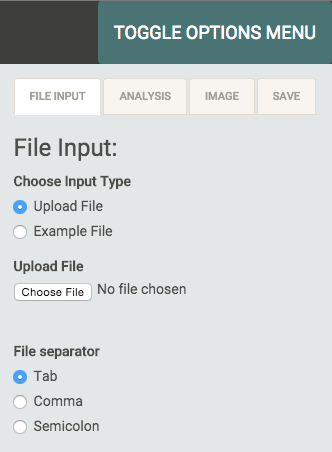 TOGGLE OPTIONS MENU
FILE INPUT ANALYSIS IMAGE SAVE
File Input:
Choose Input Type
Upload File
Example File
Upload File
Choose File No file chosen
File separator
Tab
Comma
Semicolon